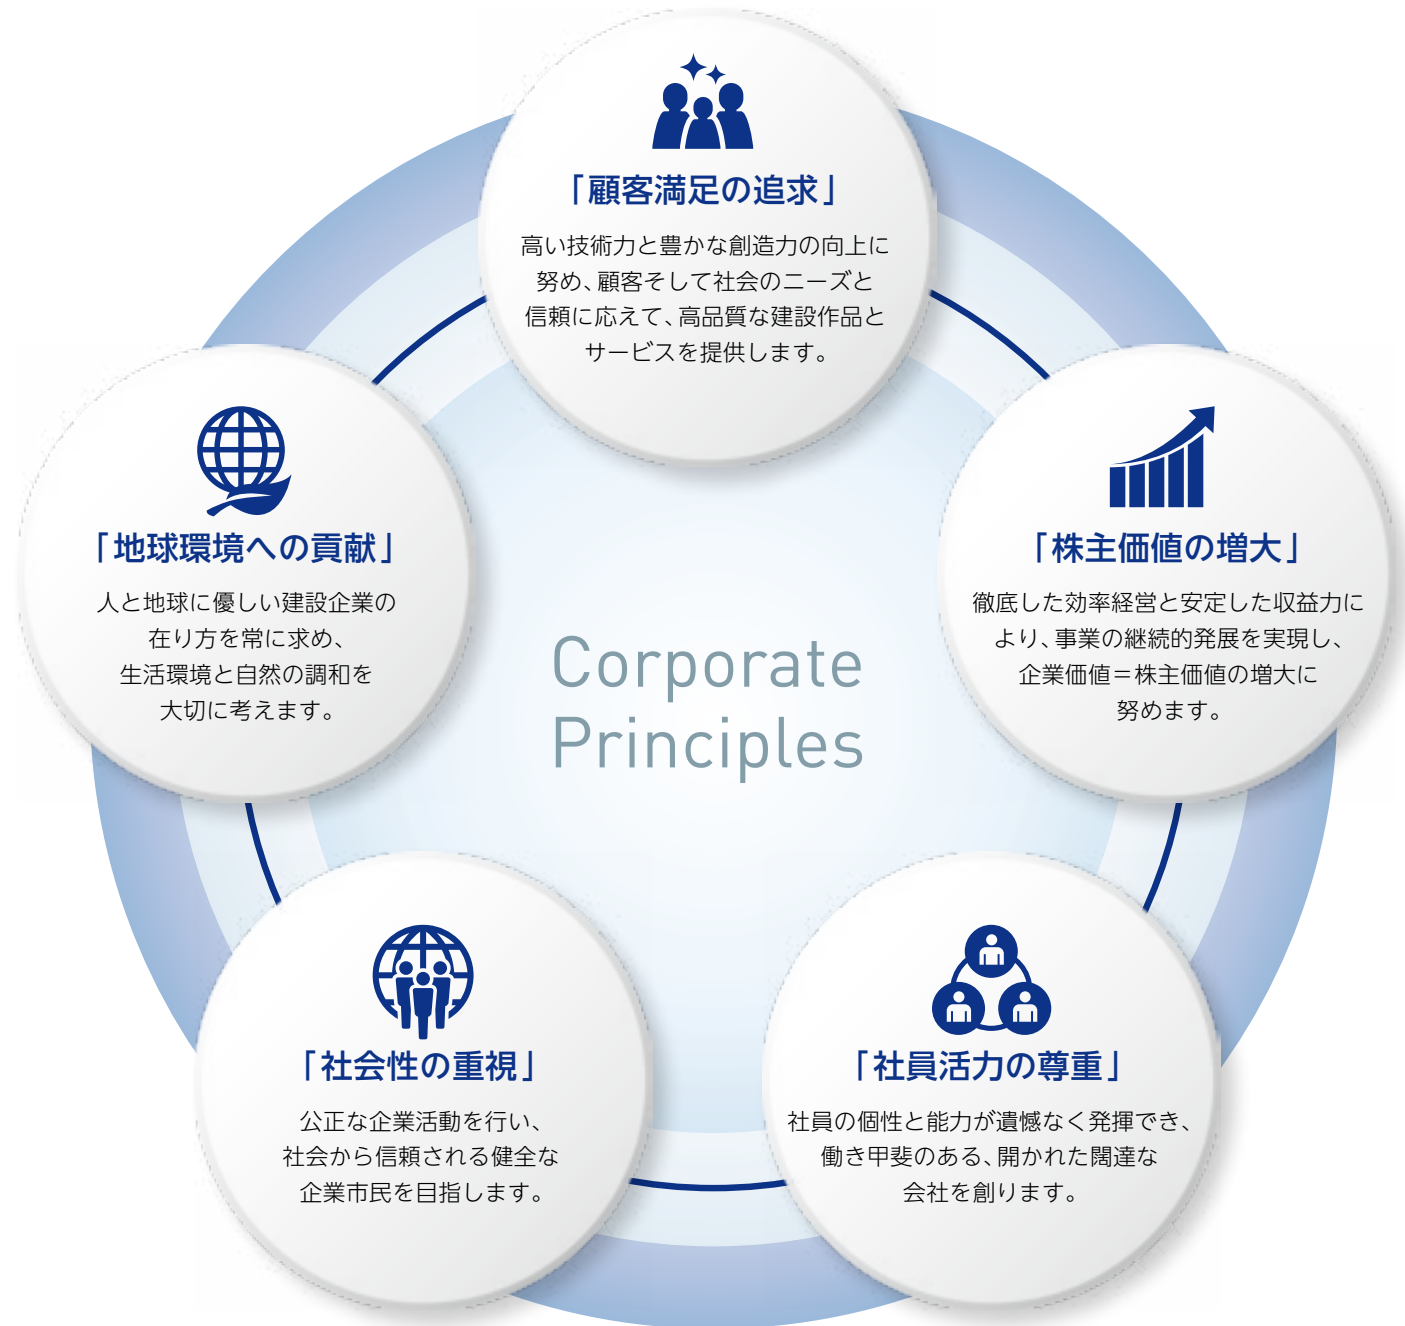 「顧客満足の追求」
高い技術力と豊かな創造力の向上に
努め、顧客そして社会のニーズと
信頼に応えて、高品質な建設作品と
サービスを提供します。
「株主価値の増大」
徹底した効率経営と安定した収益力に
より、事業の継続的発展を実現し、
企業価値＝株主価値の増大に
努めます。
「社員活力の尊重」
社員の個性と能力が遺憾なく発揮でき、
働き甲斐のある、開かれた闊達な
会社を創ります。
「社会性の重視」
公正な企業活動を行い、
社会から信頼される健全な
企業市民を目指します。
「地球環境への貢献」
人と地球に優しい建設企業の
在り方を常に求め、
生活環境と自然の調和を
大切に考えます。
Corporate
Principles